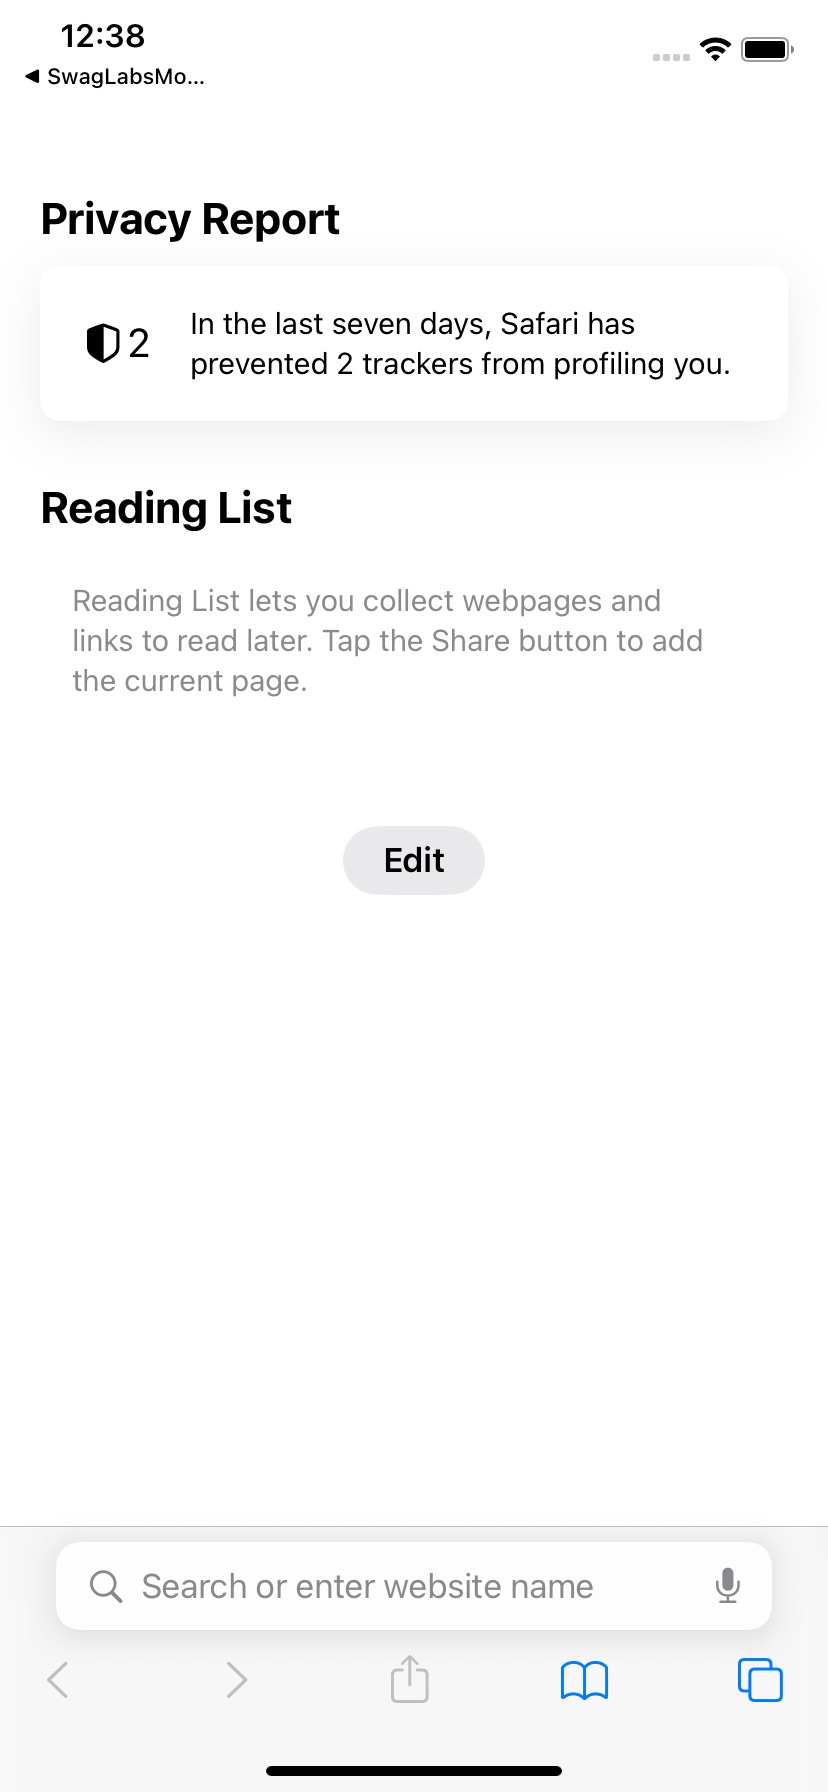 12:38
◀ SwagLabsMo...
Privacy Report
2
In the last seven days, Safari has
prevented 2 trackers from profiling you.
Reading List
Reading List lets you collect webpages and
links to read later. Tap the Share button to add
the current page.
Edit
Search or enter website name